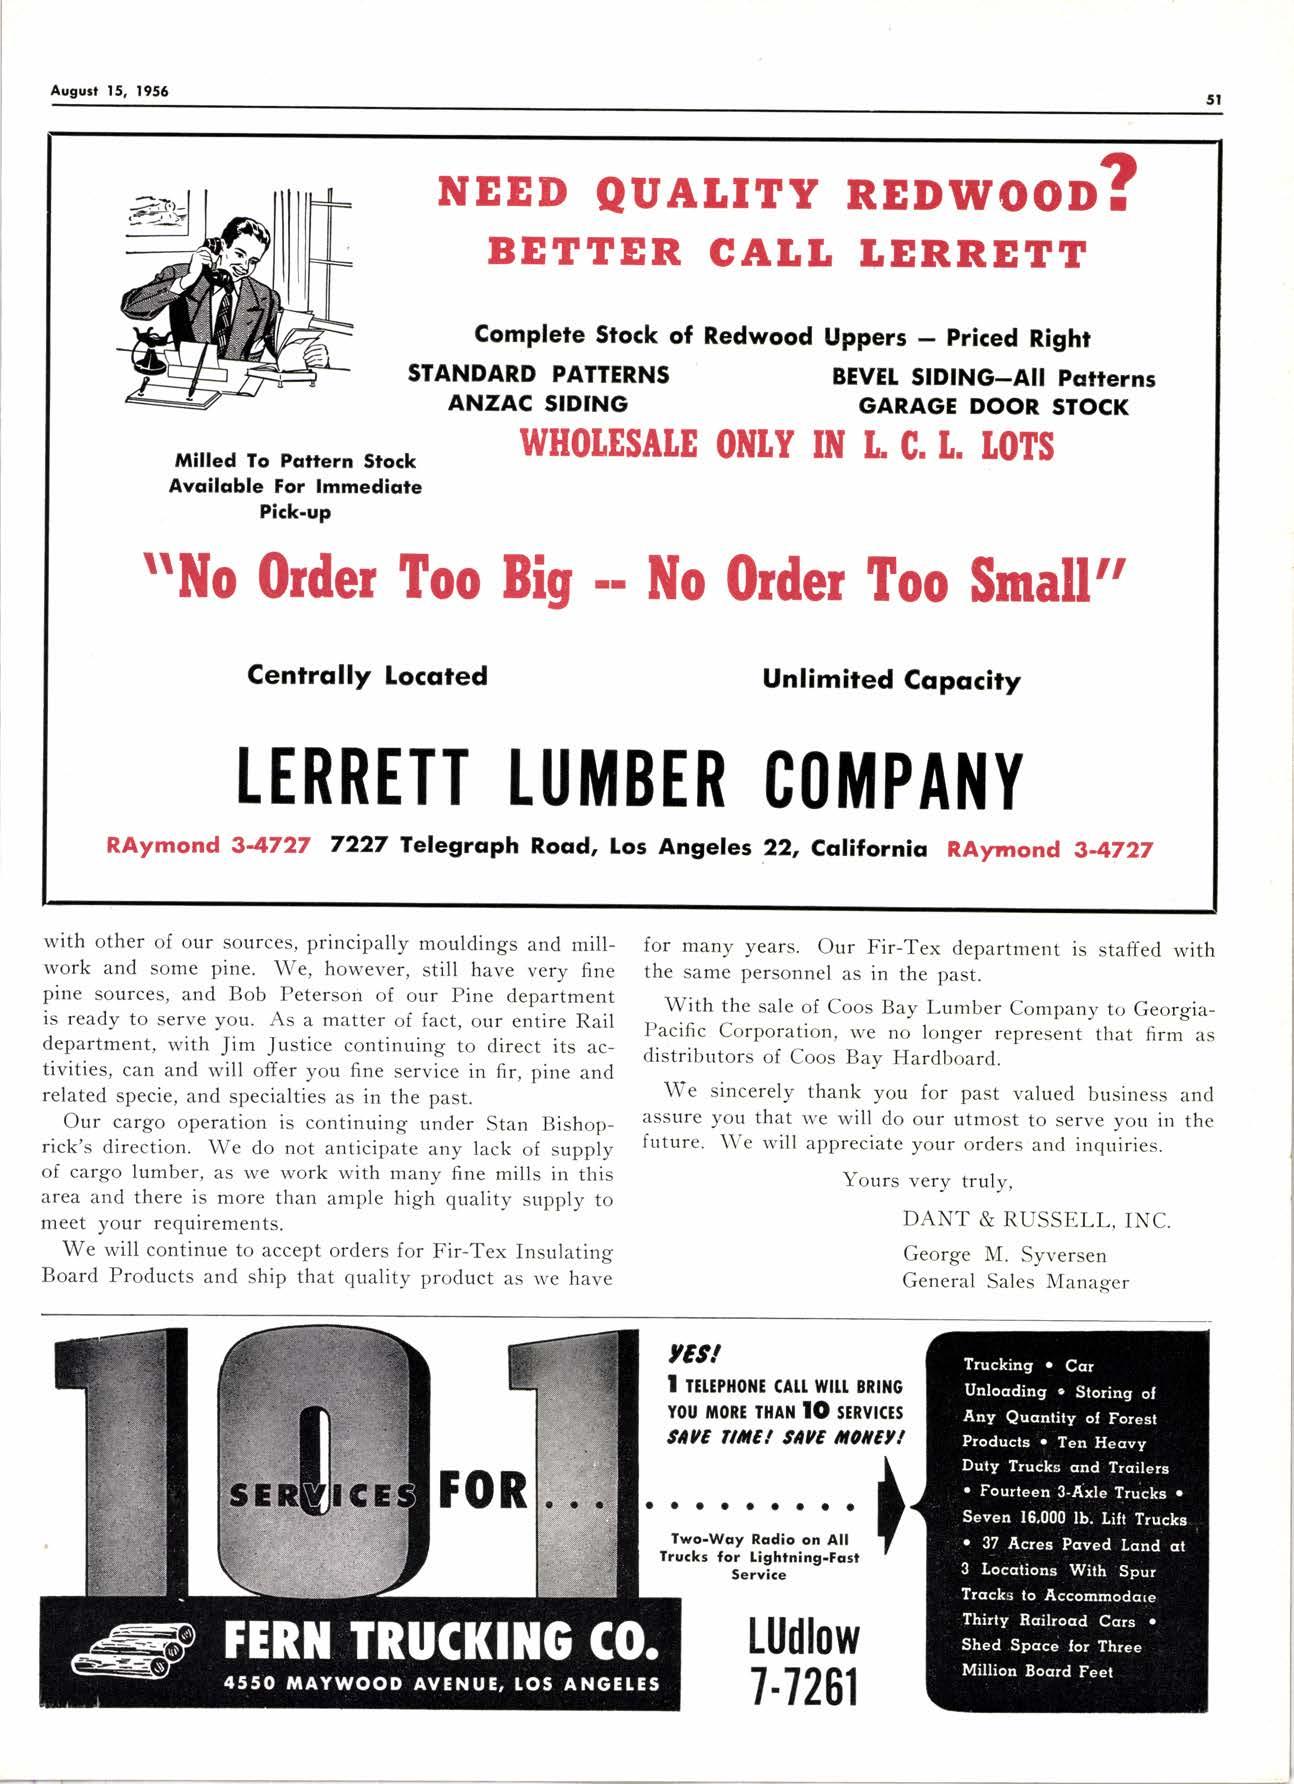 August 15, 1956
51
NEED QUALITY REDWOOD?
BETTER CALL LERRETT
Complete Stock of Redwood Uppers — Priced Right
STANDARD PATTERNS
ANZAC SIDING
BEVEL SIDING—All Patterns
GARAGE DOOR STOCK
WHOLESALE ONLY IN L. C. L. LOTS
Milled To Pattern Stock
Available For Immediate
Pick-up
"No Order Too Big -- No Order Too Small"
Centrally Located
Unlimited Capacity
LERRETT LUMBER COMPANY
RAymond 3-4727 7227 Telegraph Road, Los Angeles 22, California RAymond 3-4727
with other of our sources, principally mouldings and mill-
work and some pine. We, however, still have very fine
pine sources, and Bob Peterson of our Pine department
is ready to serve you. As a matter of fact, our entire Rail
department, with Jim Justice continuing to direct its ac-
tivities, can and will offer you fine service in fir, pine and
related specie, and specialties as in the past.
Our cargo operation is continuing under Stan Bishop-
rick's direction. We do not anticipate any lack of supply
of cargo lumber, as we work with many fine mills in this
area and there is more than ample high quality supply to
meet your requirements.
We will continue to accept orders for Fir-Tex Insulating
Board Products and ship that quality product as we have
for many years. Our Fir-Tex department is staffed with
the same personnel as in the past.
With the sale of Coos Bay Lumber Company to Georgia-
Pacific Corporation, we no longer represent that firm as
distributors of Coos Bay Hardboard.
We sincerely thank you for past valued business and
assure you that we will do our utmost to serve you in the
future. We will appreciate your orders and inquiries.
Yours very truly,
DANT & RUSSELL, INC.
George M. Syversen
General Sales Manager
101
SERVICES FOR ...
FERN TRUCKING CO.
4550 MAYWOOD AVENUE, LOS ANGELES
YES!
1 TELEPHONE CALL WILL BRING
YOU MORE THAN 10 SERVICES
SAVE TIME! SAVE MONEY!
Two-Way Radio on All
Trucks for Lightning-Fast
Service
LUdlow
7-7261
Trucking • Car
Unloading • Storing of
Any Quantity of Forest
Products • Ten Heavy
Duty Trucks and Trailers
• Fourteen 3-Axle Trucks •
Seven 16,000 lb. Lift Trucks
• 37 Acres Paved Land at
3 Locations With Spur
Tracks to Accommodate
Thirty Railroad Cars •
Shed Space for Three
Million Board Feet